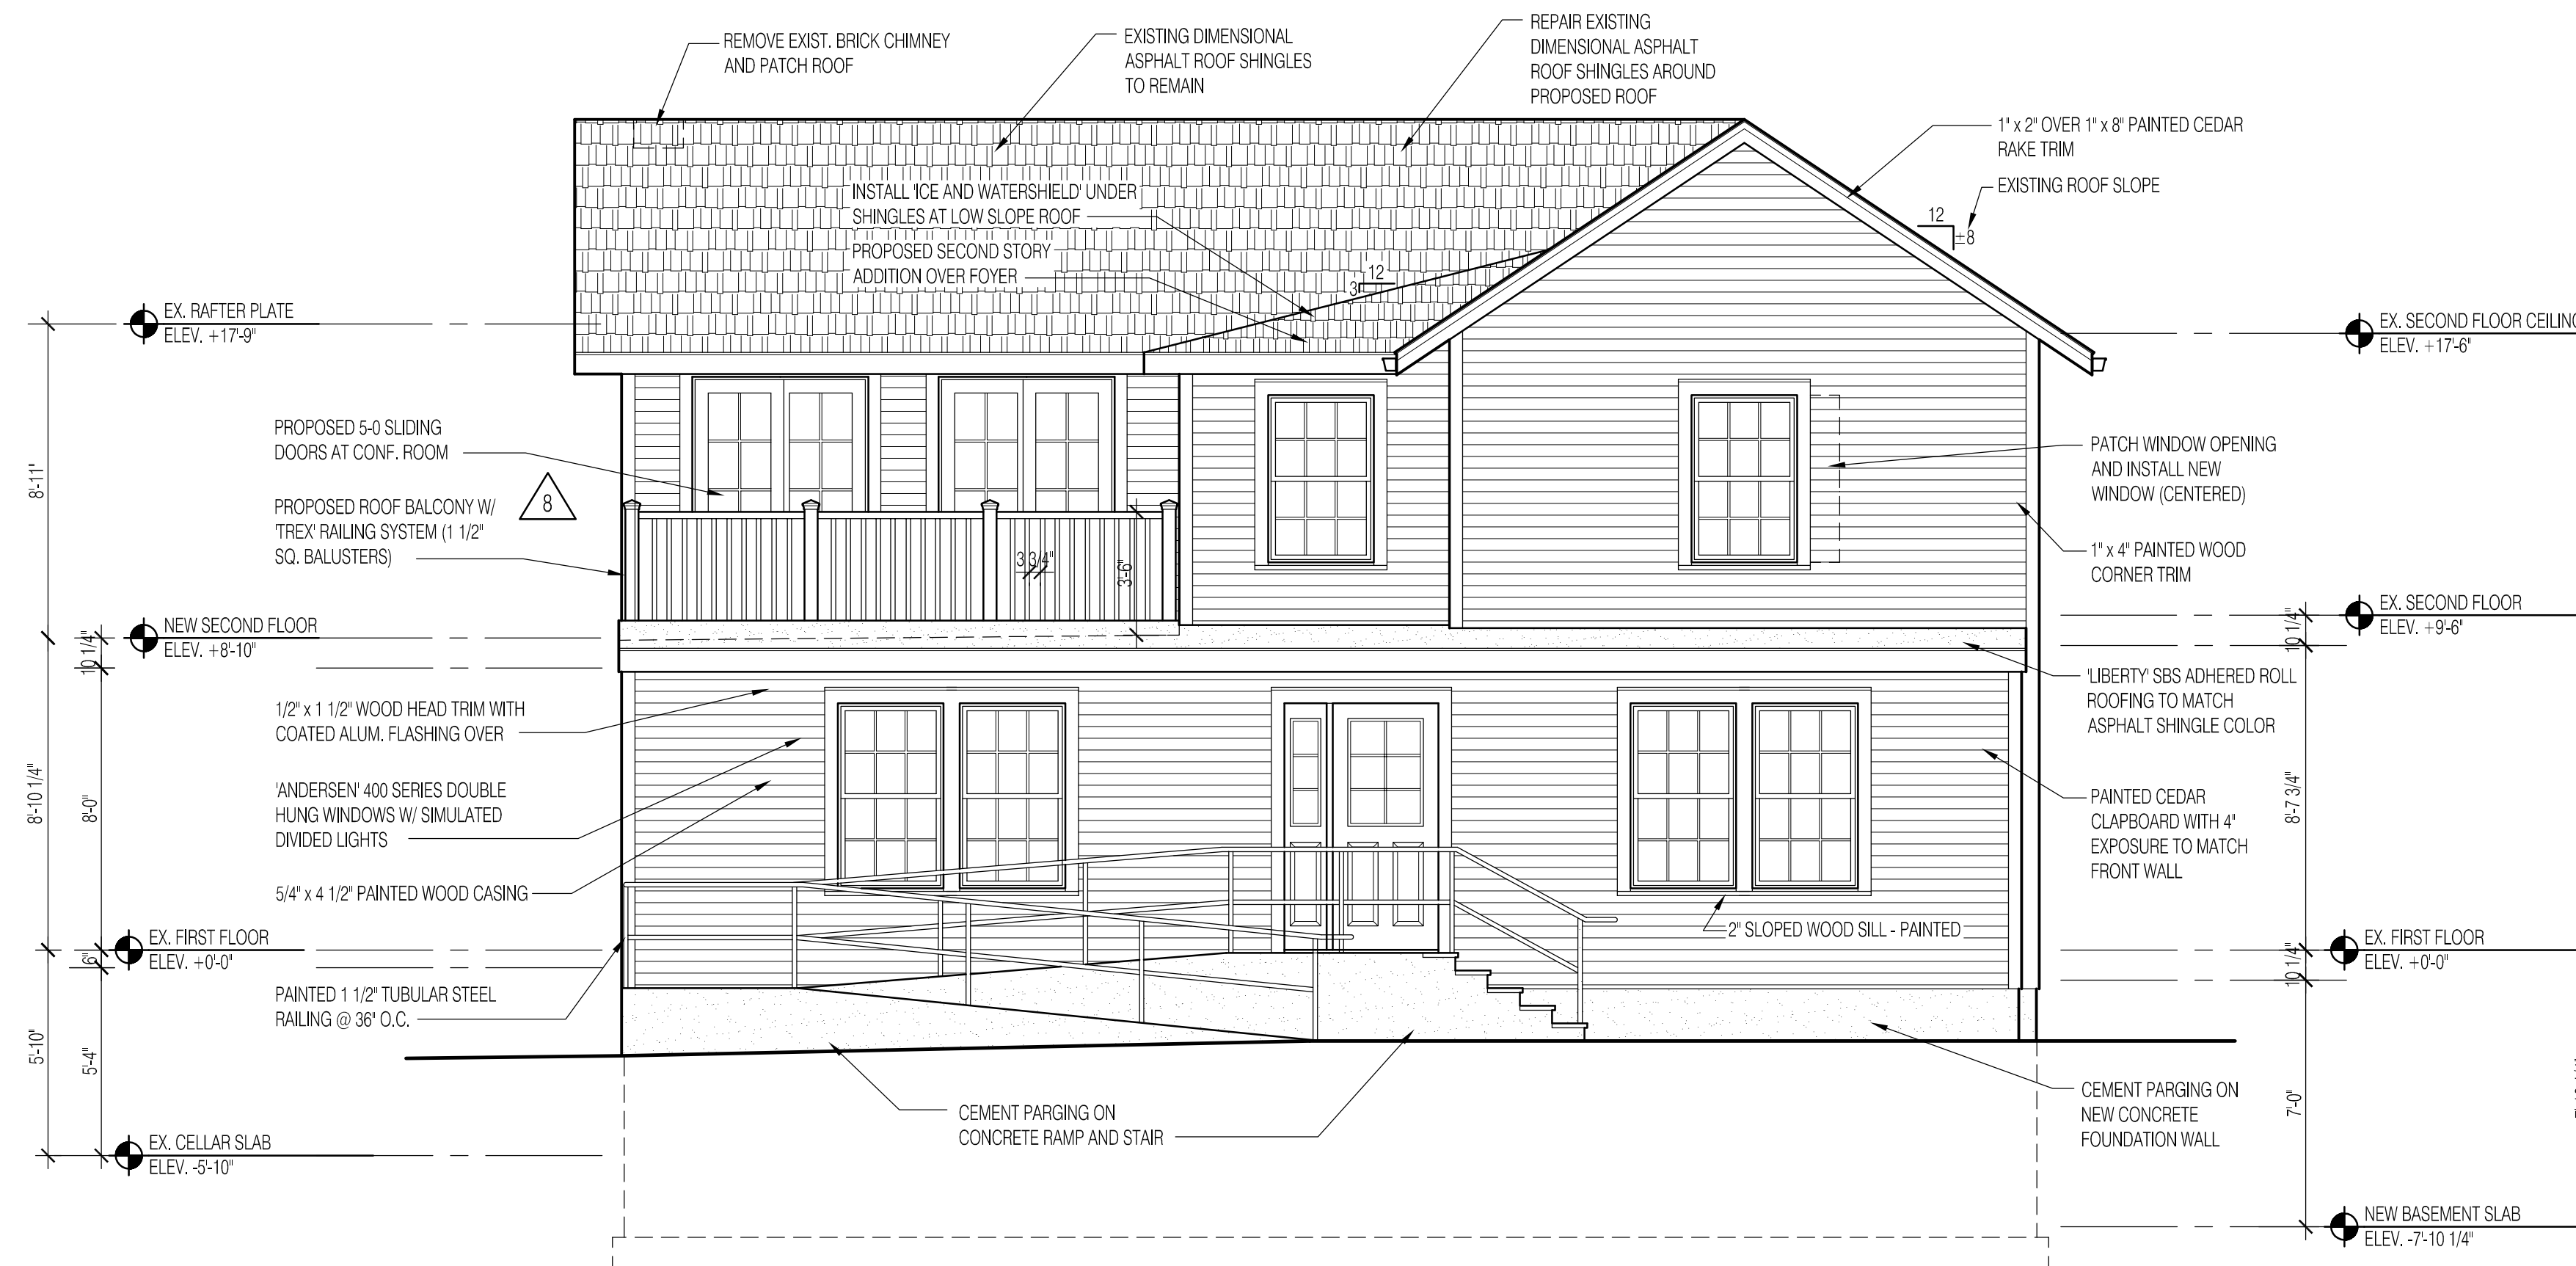 REMOVE EXIST. BRICK CHIMNEY
AND PATCH ROOF
EXISTING DIMENSIONAL
ASPHALT ROOF SHINGLES
TO REMAIN
REPAIR EXISTING
DIMENSIONAL ASPHALT
ROOF SHINGLES AROUND
PROPOSED ROOF
1" x 2" OVER 1" x 8" PAINTED CEDAR
RAKE TRIM
EXISTING ROOF SLOPE
12
±8
INSTALL 'ICE AND WATERSHIELD' UNDER
SHINGLES AT LOW SLOPE ROOF
PROPOSED SECOND STORY
ADDITION OVER FOYER
12
3
EX. RAFTER PLATE
ELEV. +17'-9"
EX. SECOND FLOOR CEILING
ELEV. +17'-6"
8'-11"
PROPOSED 5-0 SLIDING
DOORS AT CONF. ROOM
PROPOSED ROOF BALCONY W/
'TREX' RAILING SYSTEM (1 1/2"
SQ. BALUSTERS)
8
3 3/4"
3'-6"
PATCH WINDOW OPENING
AND INSTALL NEW
WINDOW (CENTERED)
1" x 4" PAINTED WOOD
CORNER TRIM
NEW SECOND FLOOR
ELEV. +8'-10"
10 1/4"
EX. SECOND FLOOR
ELEV. +9'-6"
10 1/4"
'LIBERTY' SBS ADHERED ROLL
ROOFING TO MATCH
ASPHALT SHINGLE COLOR
1/2" x 1 1/2" WOOD HEAD TRIM WITH
COATED ALUM. FLASHING OVER
'ANDERSEN' 400 SERIES DOUBLE
HUNG WINDOWS W/ SIMULATED
DIVIDED LIGHTS
5/4" x 4 1/2" PAINTED WOOD CASING
8'-10 1/4"
8'-0"
8'-7 3/4"
PAINTED CEDAR
CLAPBOARD WITH 4"
EXPOSURE TO MATCH
FRONT WALL
2" SLOPED WOOD SILL - PAINTED
EX. FIRST FLOOR
ELEV. +0'-0"
6"
EX. FIRST FLOOR
ELEV. +0'-0"
10 1/4"
PAINTED 1 1/2" TUBULAR STEEL
RAILING @ 36" O.C.
5'-10"
5'-4"
CEMENT PARGING ON
CONCRETE RAMP AND STAIR
CEMENT PARGING ON
NEW CONCRETE
FOUNDATION WALL
7'-0"
EX. CELLAR SLAB
ELEV. -5'-10"
NEW BASEMENT SLAB
ELEV. -7'-10 1/4"